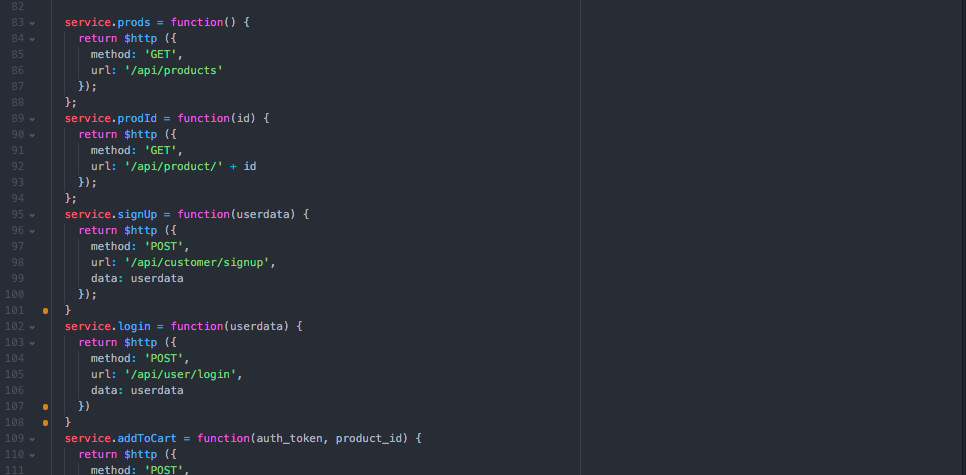 82
83 service.prods = function() {
84 return $http ({
85 method: 'GET',
86 url: '/api/products'
87 });
88 };
89 service.prodId = function(id) {
90 return $http ({
91 method: 'GET',
92 url: '/api/product/' + id
93 });
94 };
95 service.signUp = function(userdata) {
96 return $http ({
97 method: 'POST',
98 url: '/api/customer/signup',
99 data: userdata
100 });
101 }
102 service.login = function(userdata) {
103 return $http ({
104 method: 'POST',
105 url: '/api/user/login',
106 data: userdata
107 })
108 }
109 service.addToCart = function(auth_token, product_id) {
110 return $http ({
111 method: 'POST',